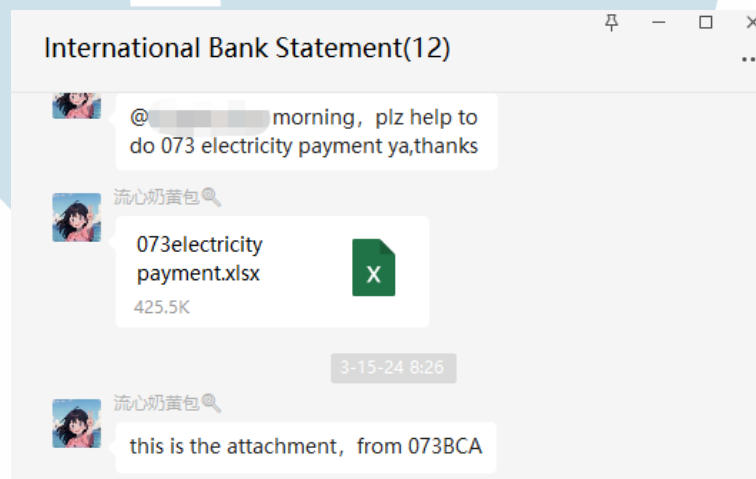 International Bank Statement(12)
@ morning，plz help to
do 073 electricity payment ya,thanks
流心奶黄包
073electricity
payment.xlsx
X
425.5K
3-15-24 8:26
流心奶黄包
this is the attachment，from 073BCA